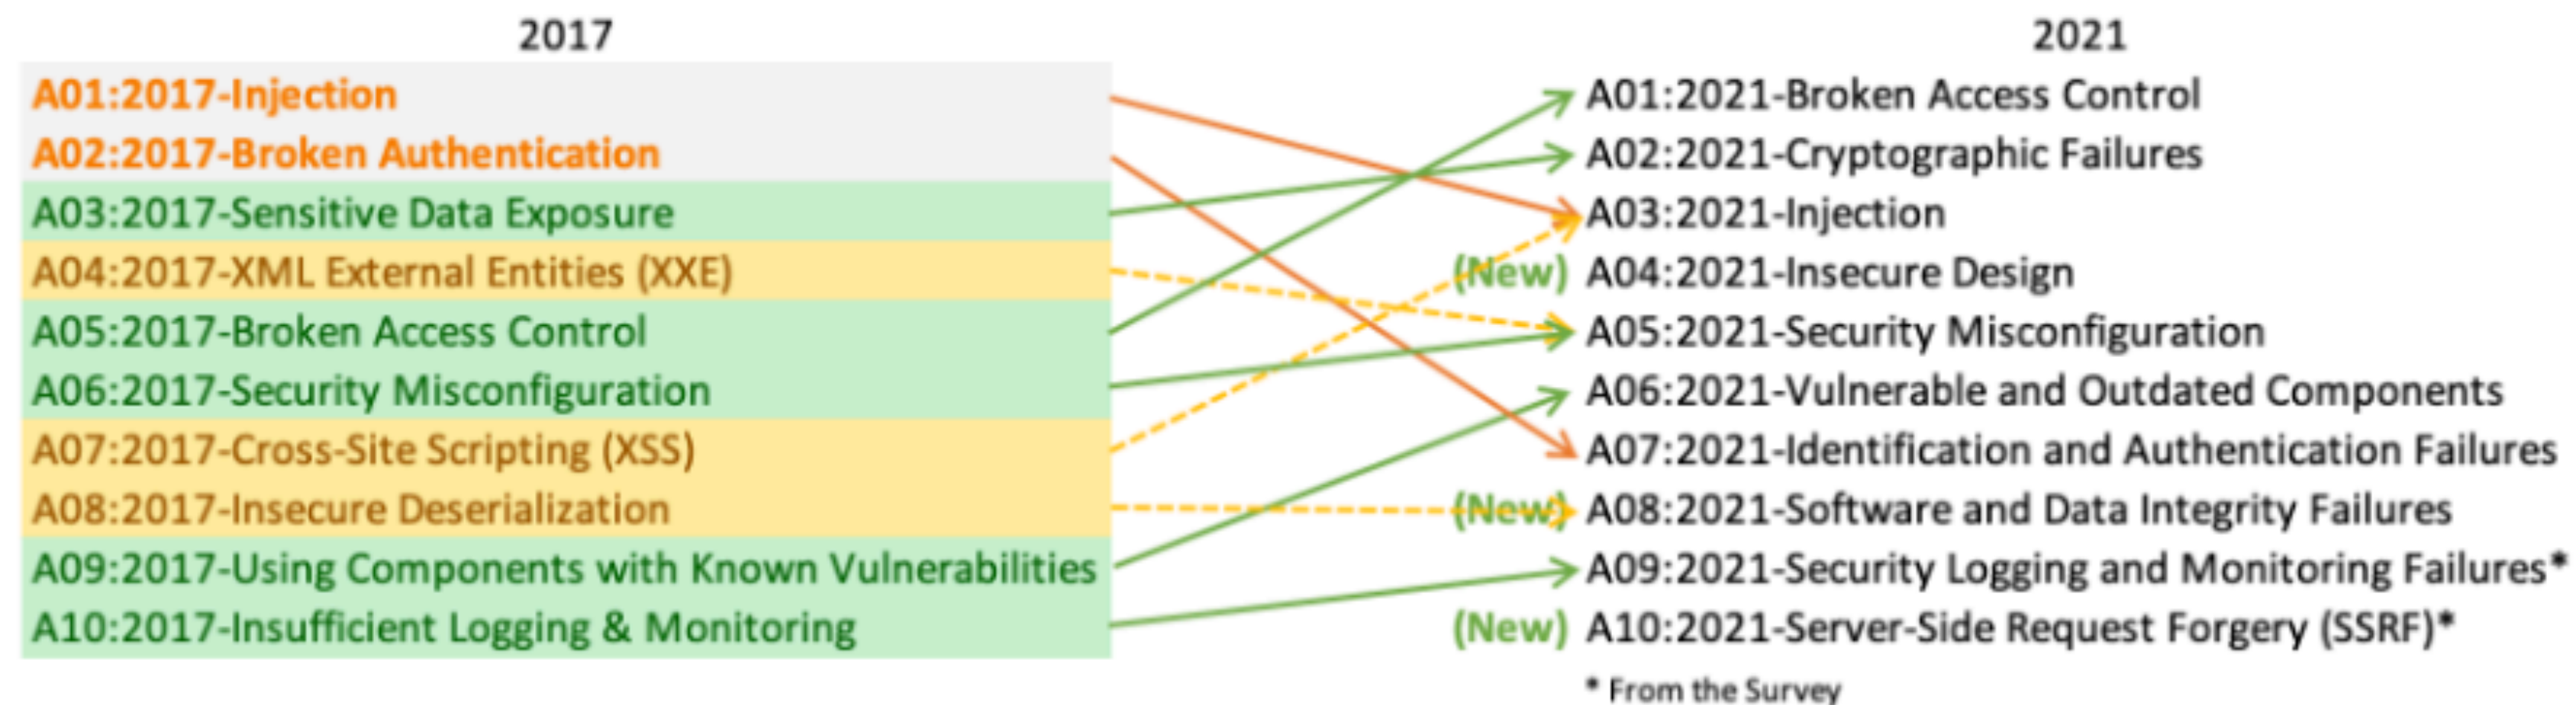 2017
A01:2017-Injection
A02:2017-Broken Authentication
A03:2017-Sensitive Data Exposure
A04:2017-XML External Entities (XXE)
A05:2017-Broken Access Control
A06:2017-Security Misconfiguration
A07:2017-Cross-Site Scripting (XSS)
A08:2017-Insecure Deserialization
A09:2017-Using Components with Known Vulnerabilities
A10:2017-Insufficient Logging & Monitoring
2021
A01:2021-Broken Access Control
A02:2021-Cryptographic Failures
A03:2021-Injection
(New) A04:2021-Insecure Design
A05:2021-Security Misconfiguration
A06:2021-Vulnerable and Outdated Components
A07:2021-Identification and Authentication Failures
(New) A08:2021-Software and Data Integrity Failures
A09:2021-Security Logging and Monitoring Failures*
(New) A10:2021-Server-Side Request Forgery (SSRF)*
* From the Survey